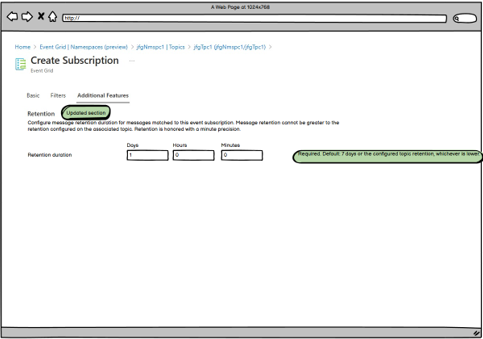 A Web Page at 1024x768
http://
Home > Event Grid | Namespaces (preview) > jfgNmspc1 | Topics > jfgTpc1 (jfgNmspc1/jfgTpc1) >
Create Subscription ...
Event Grid
Basic Filters Additional Features
Retention Updated section
Configure message retention duration for messages matched to this event subscription. Message retention cannot be greater to the
retention configured on the associated topic. Retention is honored with a minute precision.
Days Hours Minutes
Retention duration 1 0 0 Required. Default: 7 days or the configured topic retention, whichever is lower.